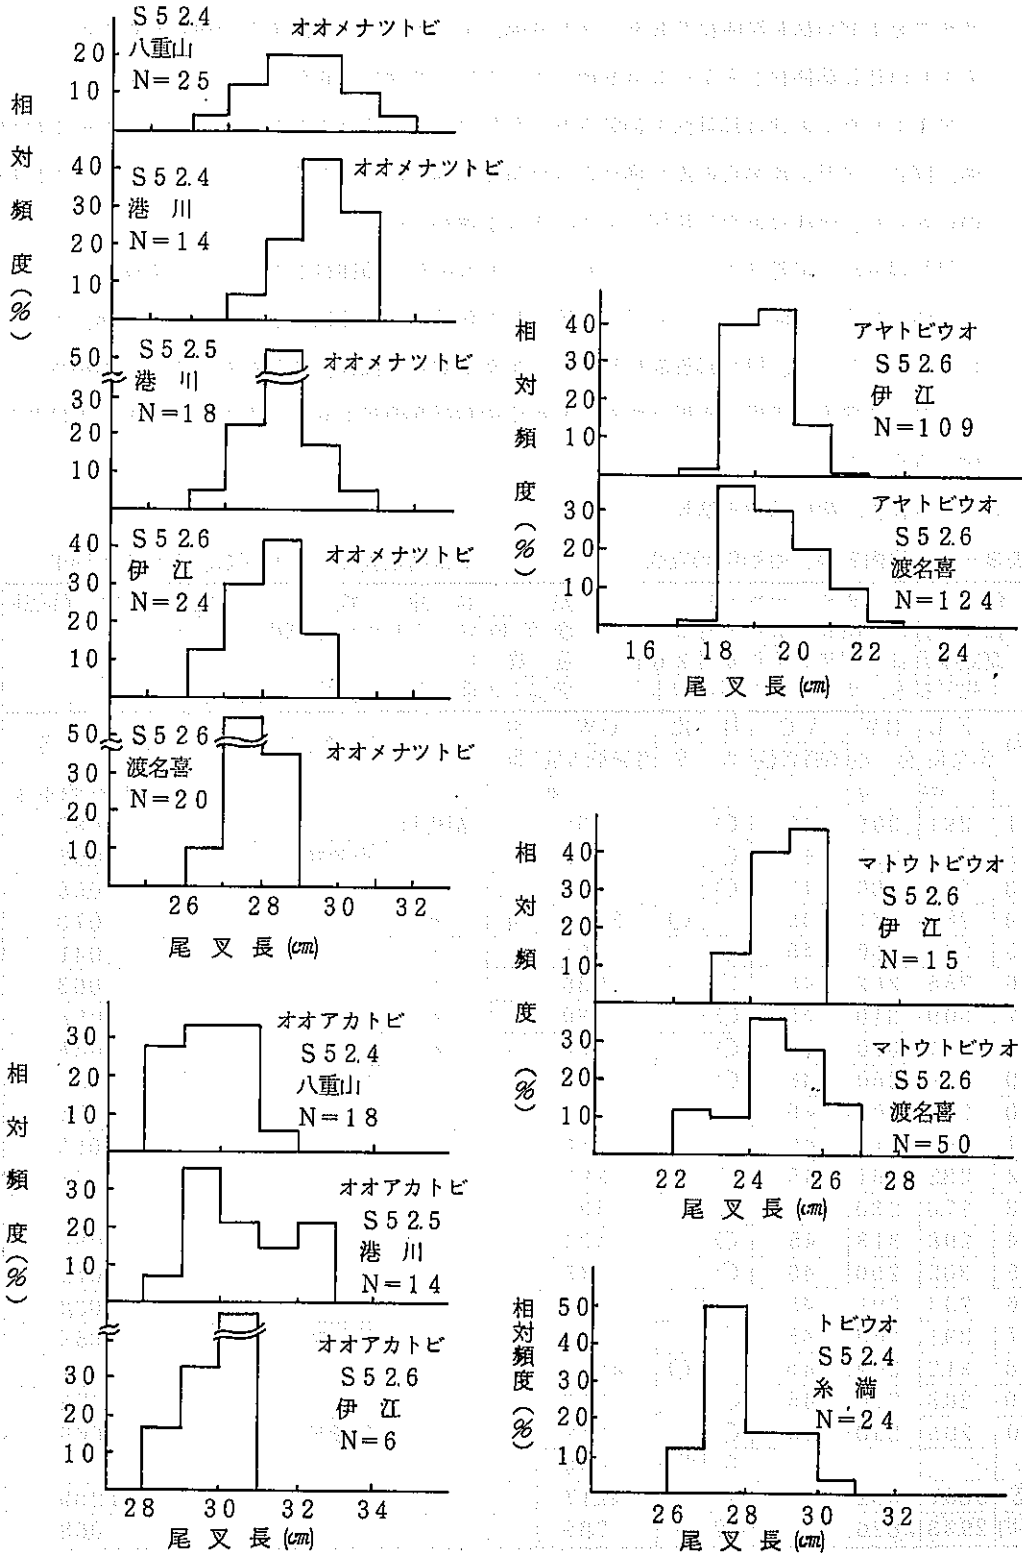 相対頻度(%)
S52.4
八重山
N=25
オオメナツトビ
20
10
S52.4
港川
N=14
オオメナツトビ
40
30
20
10
S52.5
港川
N=18
オオメナツトビ
50
30
20
10
S52.6
伊江
N=24
オオメナツトビ
40
30
20
10
S526
渡名喜
N=20
オオメナツトビ
50
30
20
10
26 28 30 32
尾叉長(cm)
相対頻度(%)
オオアカトビ
S52.4
八重山
N=18
30
20
10
オオアカトビ
S52.5
港川
N=14
30
20
10
オオアカトビ
S52.6
伊江
N=6
30
20
10
28 30 32 34
尾叉長(cm)
相対頻度(%)
アヤトビウオ
S52.6
伊江
N=109
40
30
20
10
アヤトビウオ
S52.6
渡名喜
N=124
30
20
10
16 18 20 22 24
尾叉長(cm)
相対頻度(%)
マトウトビウオ
S52.6
伊江
N=15
40
30
20
10
マトウトビウオ
S52.6
渡名喜
N=50
30
20
10
22 24 26 28
尾叉長(cm)
相対頻度(%)
トビウオ
S52.4
糸満
N=24
50
40
30
20
10
26 28 30 32
尾叉長(cm)